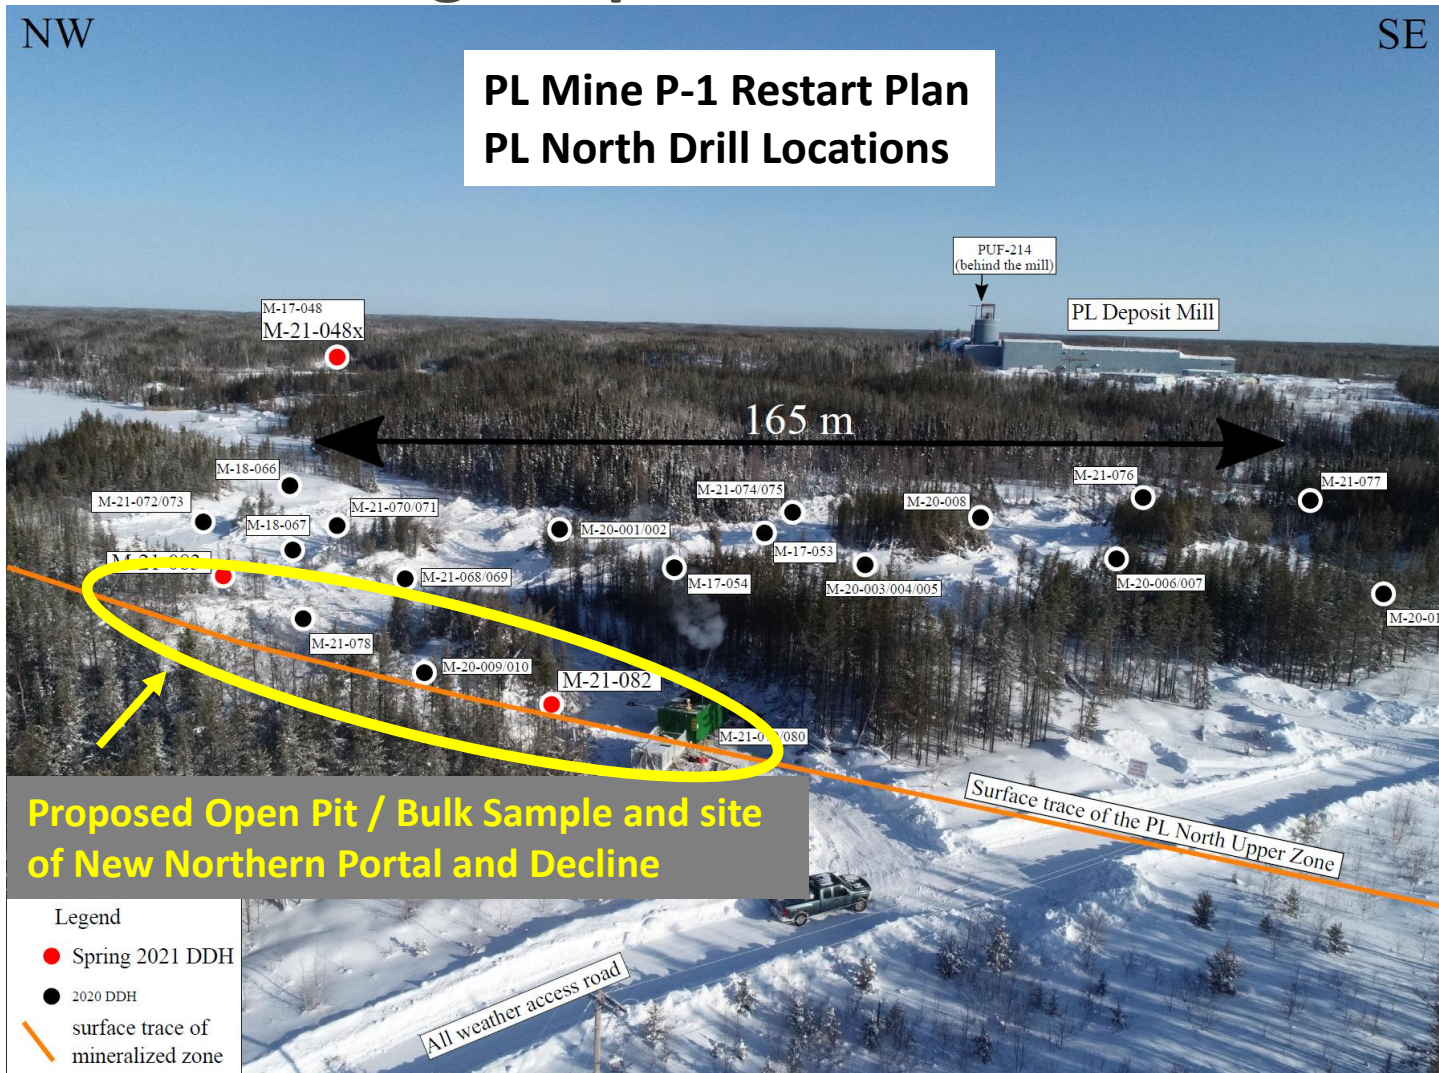 NW
SE
PL Mine P-1 Restart Plan
PL North Drill Locations
PUF-214
(behind the mill)
PL Deposit Mill
M-17-048
M-21-048x
165 m
M-18-066
M-21-072/073
M-21-070/071
M-18-067
M-20-001/002
M-21-074/075
M-17-053
M-20-008
M-21-076
M-21-077
M-21-068/069
M-17-054
M-20-003/004/005
M-20-006/007
M-21-078
M-20-009/010
M-21-082
Proposed Open Pit / Bulk Sample and site
of New Northern Portal and Decline
Surface trace of the PL North Upper Zone
All weather access road
Legend
Spring 2021 DDH
2020 DDH
surface trace of
mineralized zone